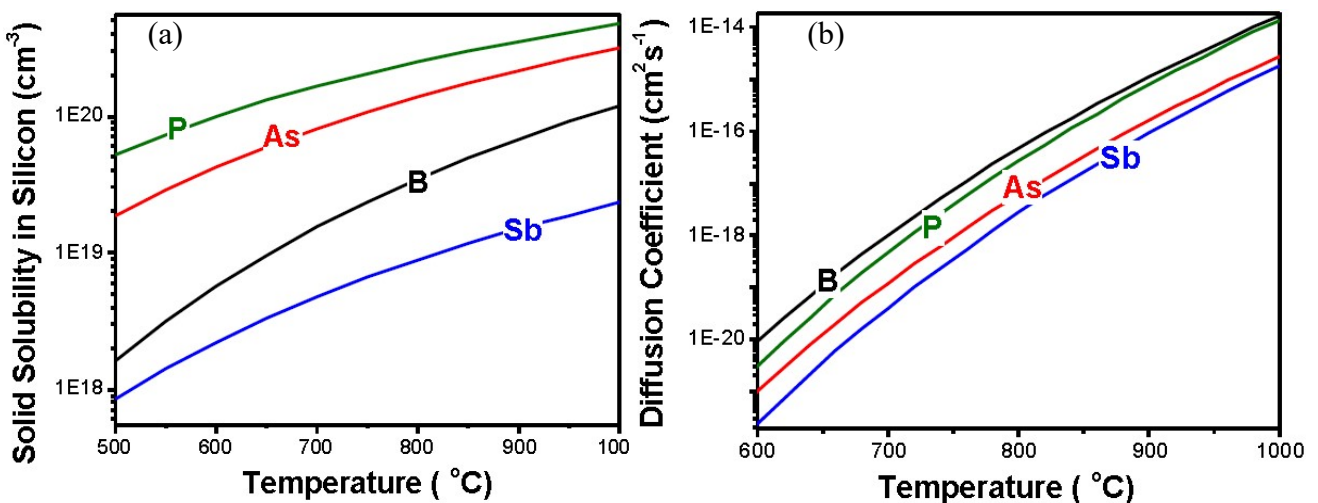 (a)
Solid Solubility in Silicon (cm-3)
1E20
1E19
1E18
P
As
B
Sb
500 600 700 800 900 100
Temperature ( °C)
(b)
Diffusion Coefficient (cm2s-1)
1E-14
1E-16
1E-18
1E-20
Sb
As
P
B
600 700 800 900 1000
Temperature (°C)